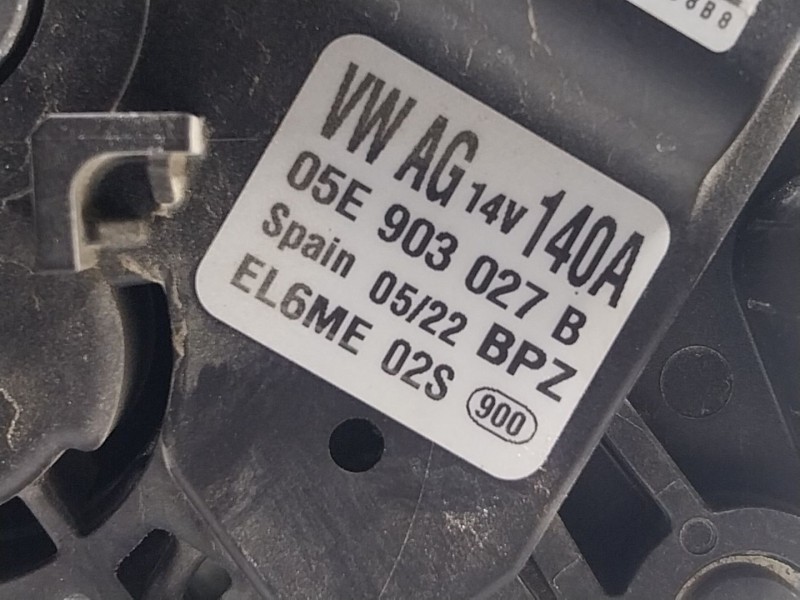 VW AG 14V 140A
05E 903 027 B
Spain 05/22 BPZ
EL6ME 02S 900